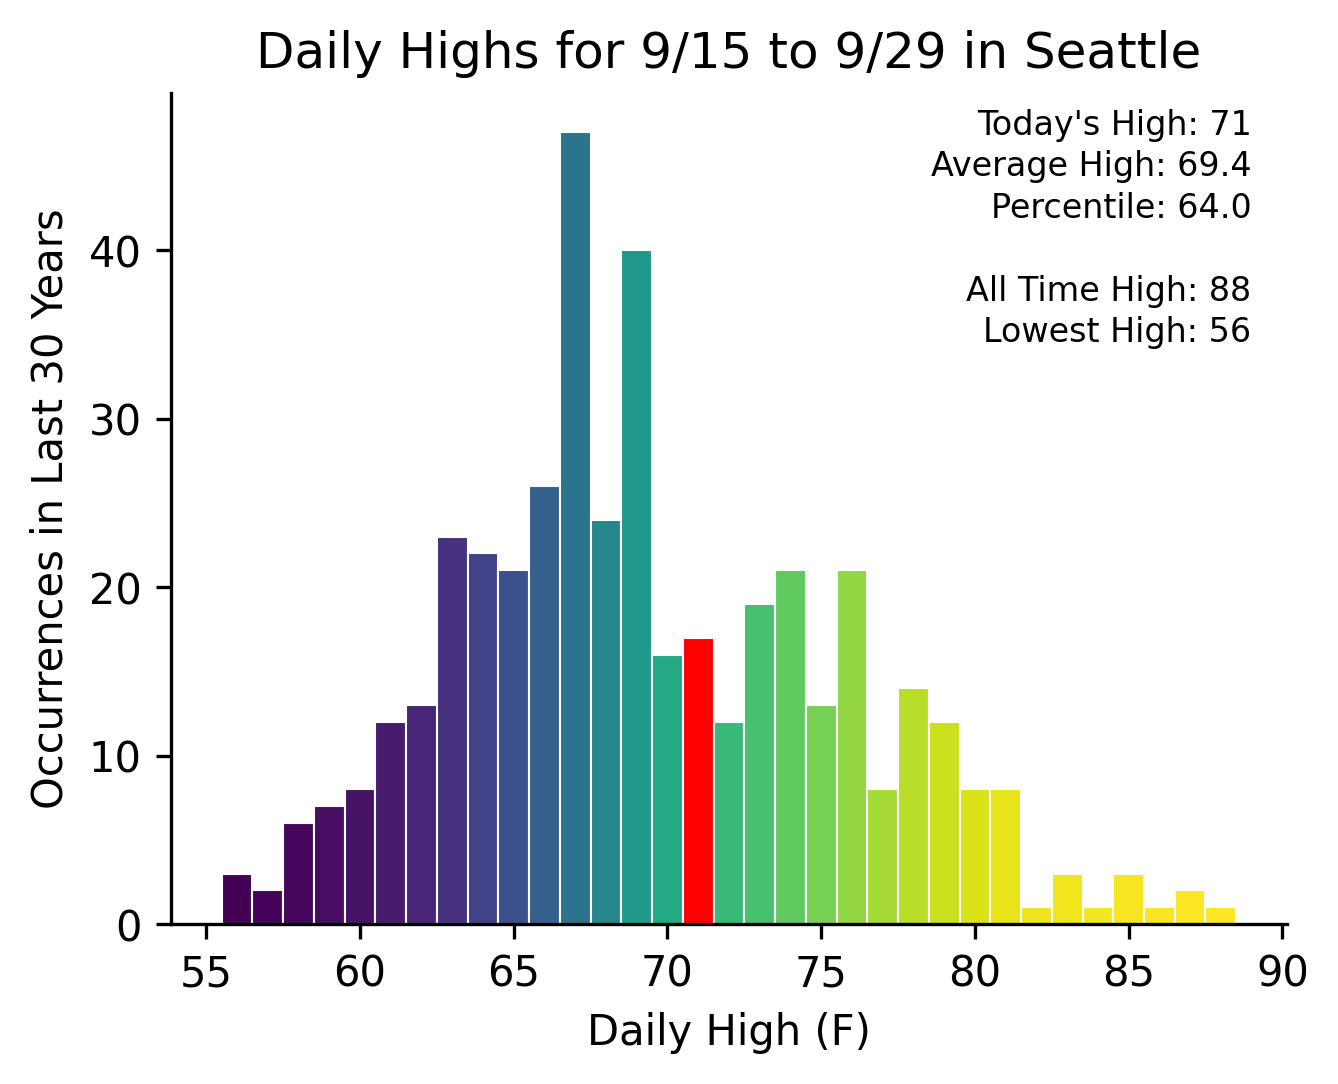 Daily Highs for 9/15 to 9/29 in Seattle
Today's High: 71
Average High: 69.4
Percentile: 64.0
All Time High: 88
Lowest High: 56
Occurrences in Last 30 Years
40
30
20
10
0
55 60 65 70 75 80 85 90
Daily High (F)